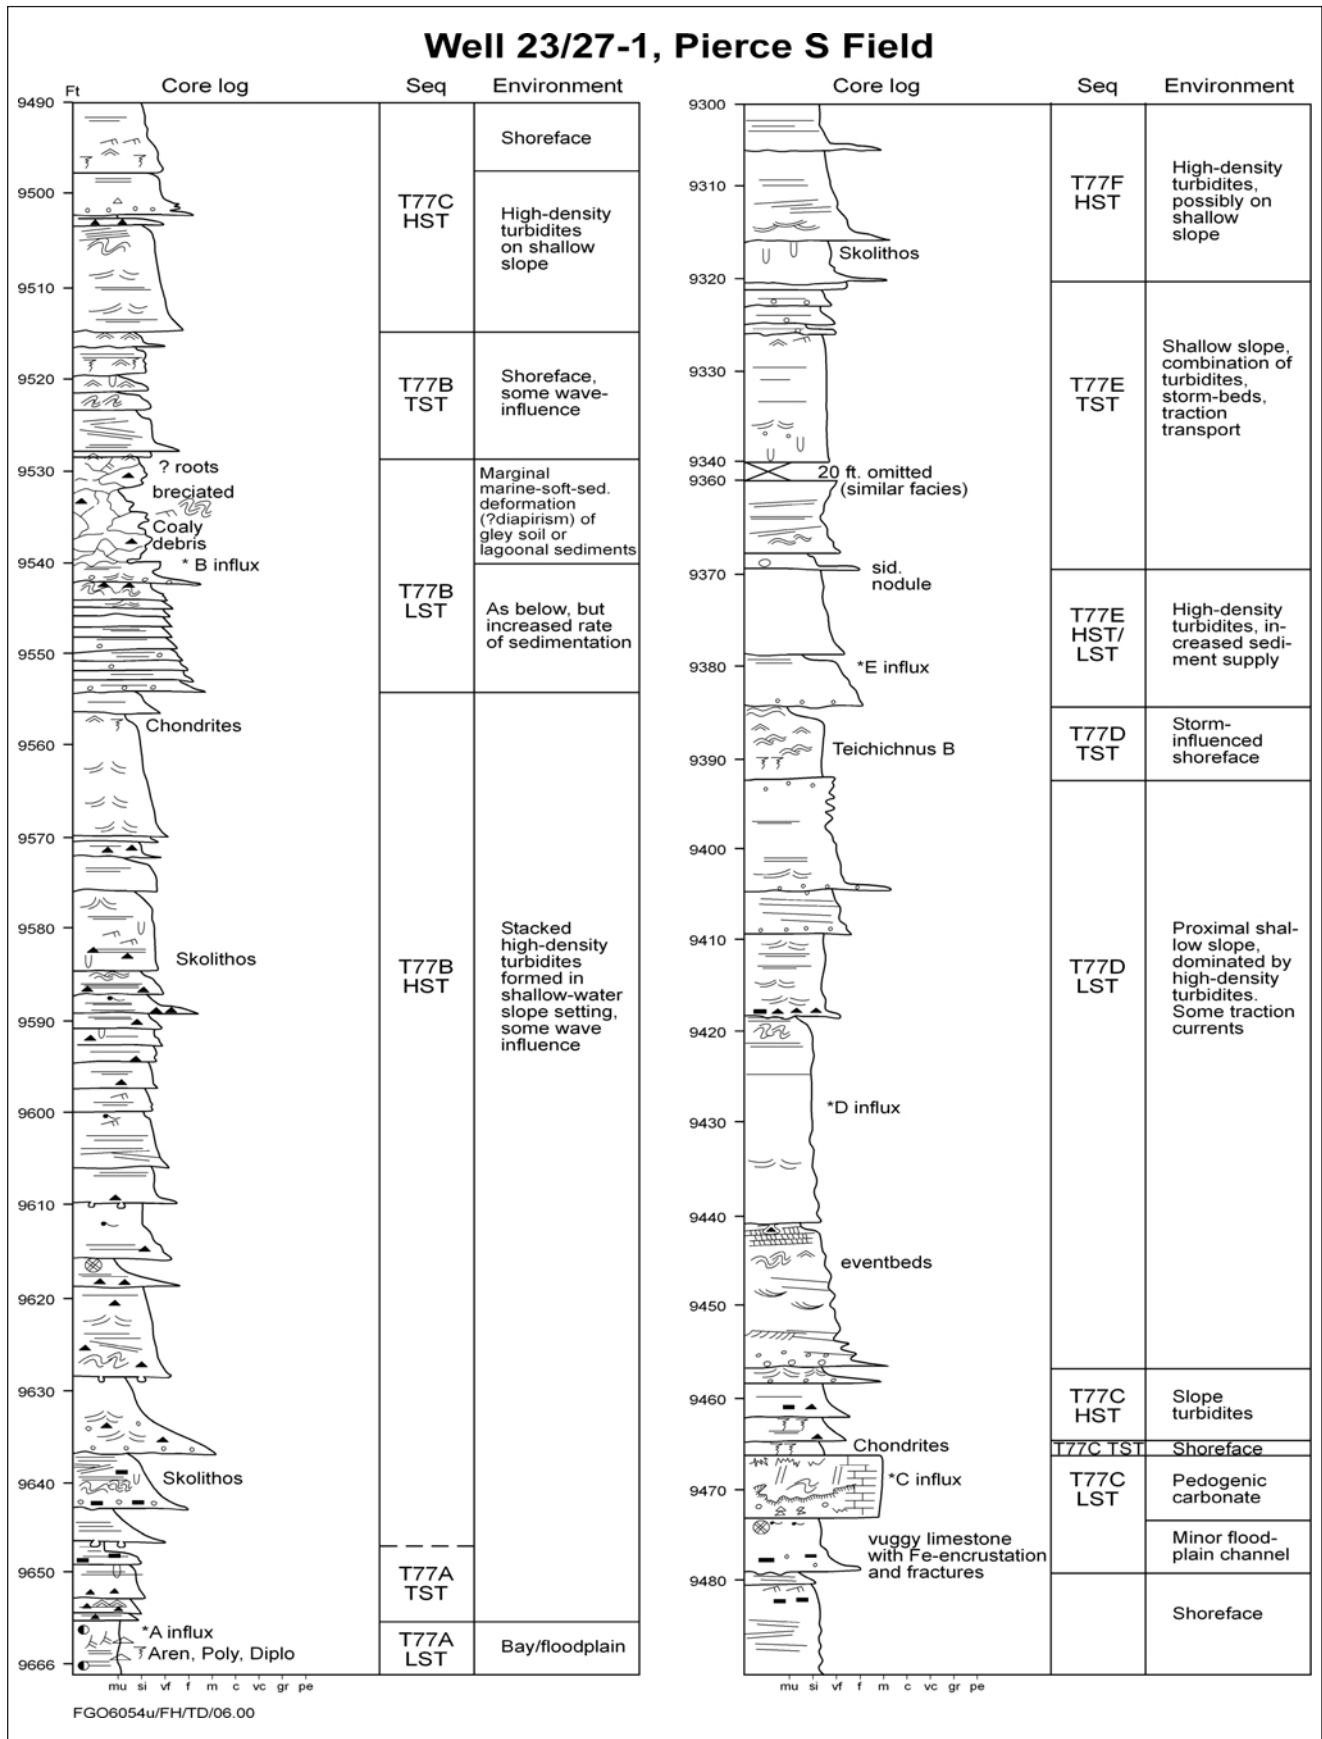 Well 23/27-1, Pierce S Field
Ft
Core log
Seq
Environment
9490
9500
9510
9520
9530
9540
9550
9560
9570
9580
9590
9600
9610
9620
9630
9640
9650
9666
? roots
breciated
Coaly
debris
* B influx
Chondrites
Skolithos
Skolithos
*A influx
Aren, Poly, Diplo
mu si vf f m c vc gr pe
T77C
HST
T77B
TST
T77B
LST
T77B
HST
T77A
TST
T77A
LST
Shoreface
High-density
turbidites
on shallow
slope
Shoreface,
some wave-
influence
Marginal
marine-soft-sed.
deformation
(?diapirism) of
gley soil or
lagoonal sediments
As below, but
increased rate
of sedimentation
Stacked
high-density
turbidites
formed in
shallow-water
slope setting,
some wave
influence
Bay/floodplain
Core log
Seq
Environment
9300
9310
9320
9330
9340
9360
9370
9380
9390
9400
9410
9420
9430
9440
9450
9460
9470
9480
Skolithos
20 ft. omitted
(similar facies)
sid.
nodule
*E influx
Teichichnus B
*D influx
eventbeds
Chondrites
*C influx
vuggy limestone
with Fe-encrustation
and fractures
mu si vf f m c vc gr pe
T77F
HST
T77E
TST
T77E
HST/
LST
T77D
TST
T77D
LST
T77C
HST
T77C TST
T77C
LST
High-density
turbidites,
possibly on
shallow
slope
Shallow slope,
combination of
turbidites,
storm-beds,
traction
transport
High-density
turbidites, in-
creased sedi-
ment supply
Storm-
influenced
shoreface
Proximal shal-
low slope,
dominated by
high-density
turbidites.
Some traction
currents
Slope
turbidites
Shoreface
Pedogenic
carbonate
Minor flood-
plain channel
Shoreface
FGO6054u/FH/TD/06.00